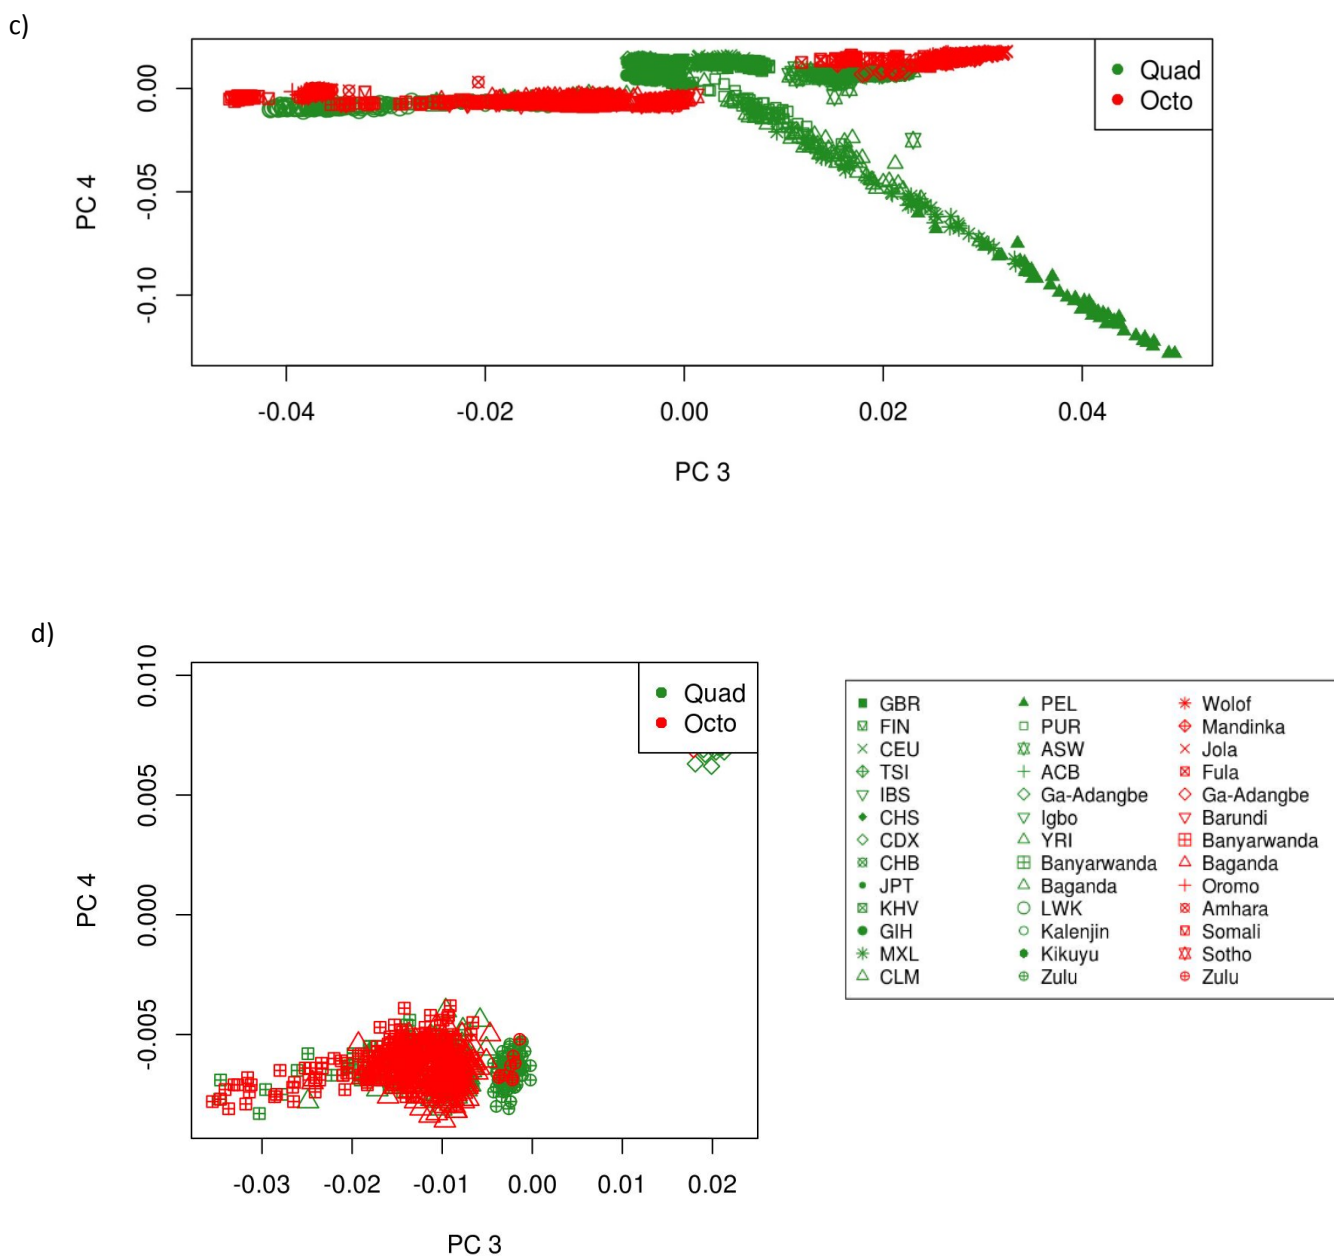 c)
0.00
-0.05
-0.10
PC 4
Quad
Octo
-0.04 -0.02 0.00 0.02 0.04
PC 3
d)
0.010
0.005
0.000
-0.005
PC 4
Quad
Octo
-0.03 -0.02 -0.01 0.00 0.01 0.02
PC 3
GBR PEL Wolof
FIN PUR Mandinka
CEU ASW Jola
TSI ACB Fula
IBS Ga-Adangbe Ga-Adangbe
CHS Igbo Barundi
CDX YRI Banyarwanda
CHB Banyarwanda Baganda
JPT Baganda Oromo
KHV LWK Amhara
GIH Kalenjin Somali
MXL Kikuyu Sotho
CLM Zulu Zulu